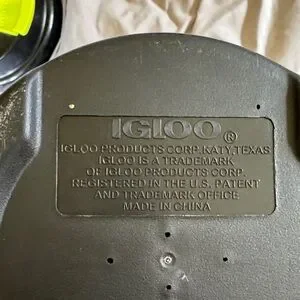 IGLOO®
IGLOO PRODUCTS CORP. KATY, TEXAS
IGLOO IS A TRADEMARK
OF IGLOO PRODUCTS CORP.
REGISTERED IN THE U.S. PATENT
AND TRADEMARK OFFICE
MADE IN CHINA